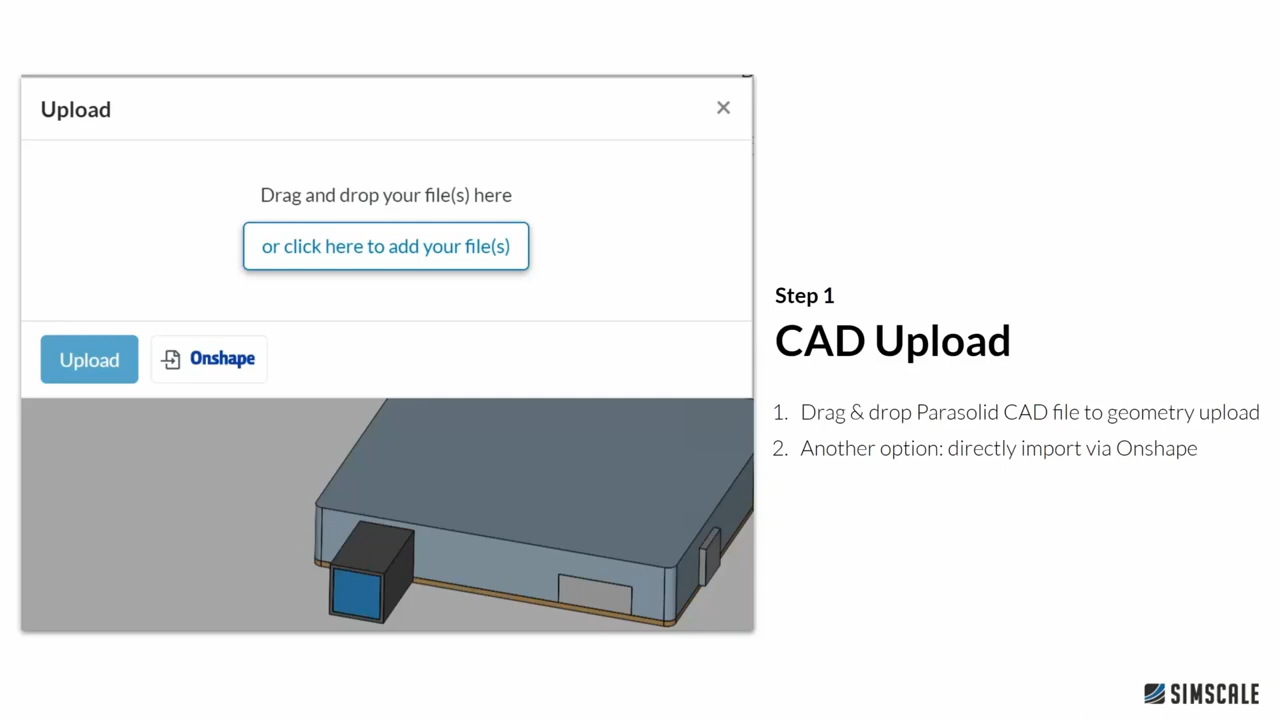 Upload
Drag and drop your file(s) here
or click here to add your file(s)
Upload
Onshape
Step 1
CAD Upload
1. Drag & drop Parasolid CAD file to geometry upload
2. Another option: directly import via Onshape
SIMSCALE